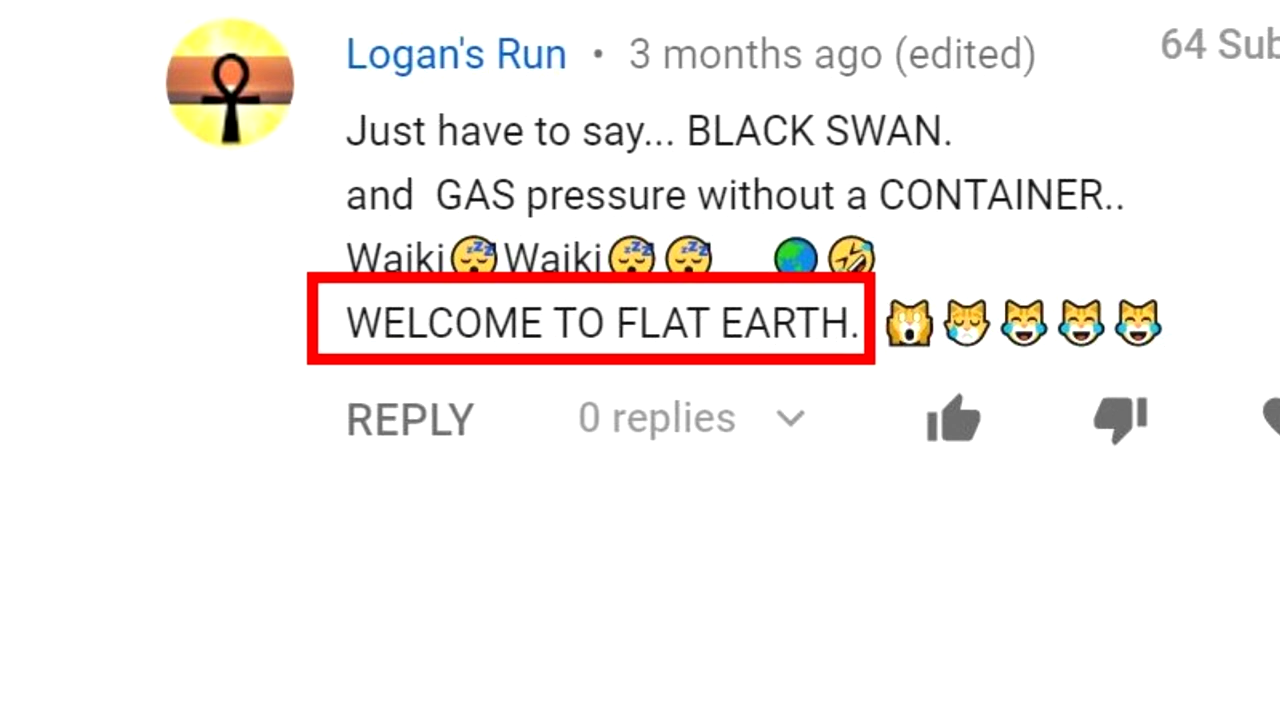 Logan's Run • 3 months ago (edited)
64 Sub
Just have to say... BLACK SWAN.
and GAS pressure without a CONTAINER..
Waiki😴Waiki😴😴 🌏🤣
WELCOME TO FLAT EARTH. 🙀😿😹😹😹
REPLY 0 replies